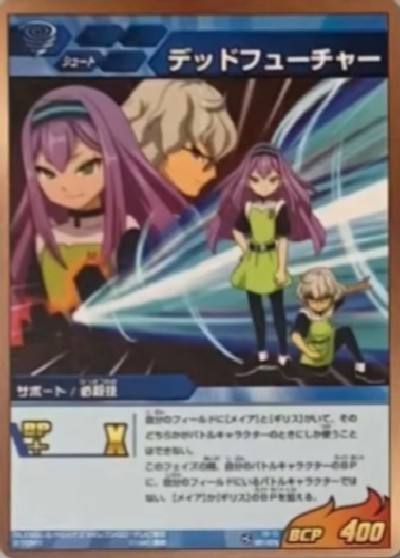 シュート
デッドフューチャー
サポート / 必殺技
BP
+
X
自分のフィールドに【メイア】と【ギリス】がいて、その
どちらかがバトルキャラクターのときにしか使うこと
はできない。
このフェイズの間、自分のバトルキャラクターのBPに、
自分のフィールドにいるバトルキャラクターでは
ない、【メイア】か【ギリス】のBPを加える。
BCP 400